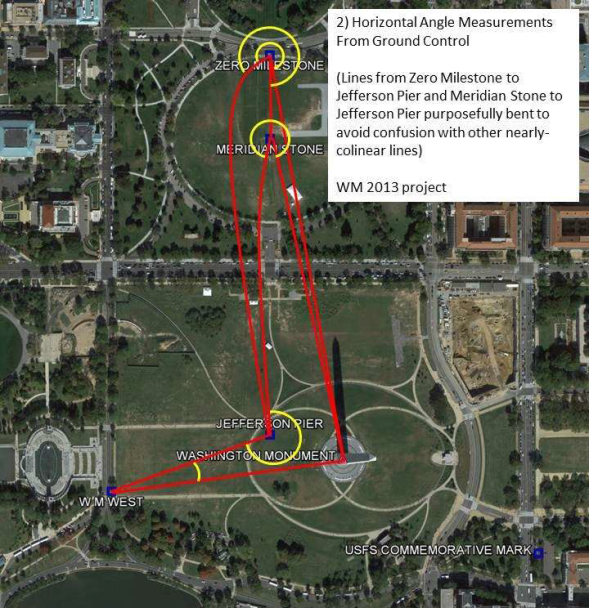 2) Horizontal Angle Measurements
From Ground Control
(Lines from Zero Milestone to
Jefferson Pier and Meridian Stone to
Jefferson Pier purposefully bent to
avoid confusion with other nearly-
colinear lines)
WM 2013 project
ZERO MILESTONE
MERIDIAN STONE
JEFFERSON PIER
WASHINGTON MONUMENT
W M WEST
USFS COMMEMORATIVE MARK